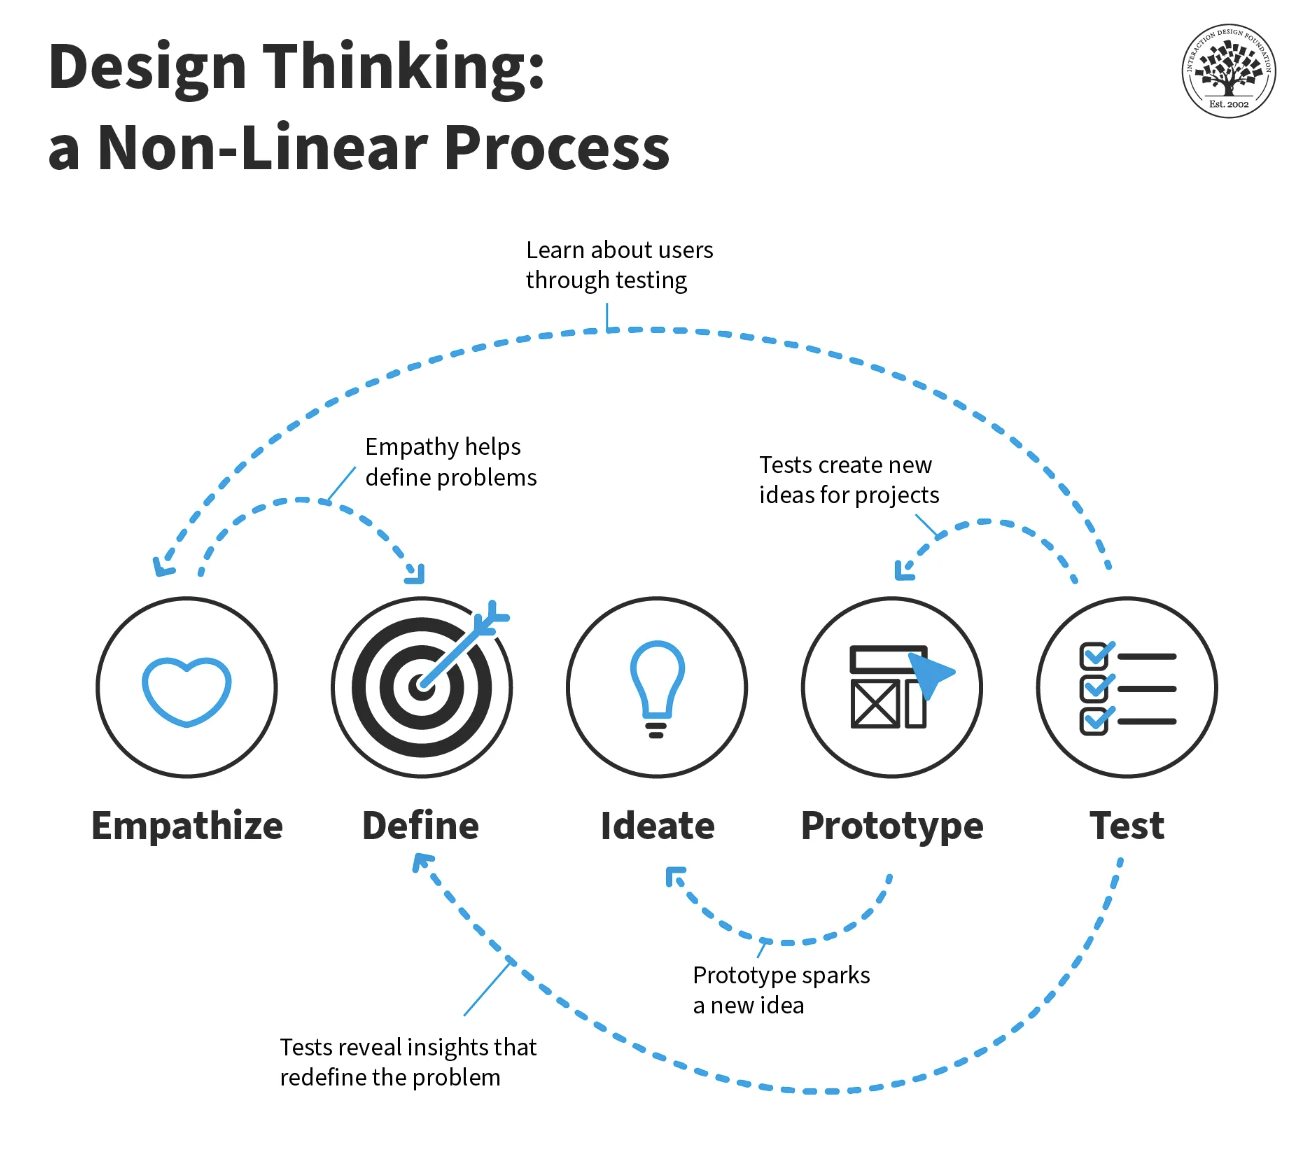 Design Thinking:
a Non-Linear Process
INTERACTION DESIGN FOUNDATION
Est. 2002
Learn about users
through testing
Empathy helps
define problems
Tests create new
ideas for projects
Empathize
Define
Ideate
Prototype
Test
Prototype sparks
a new idea
Tests reveal insights that
redefine the problem